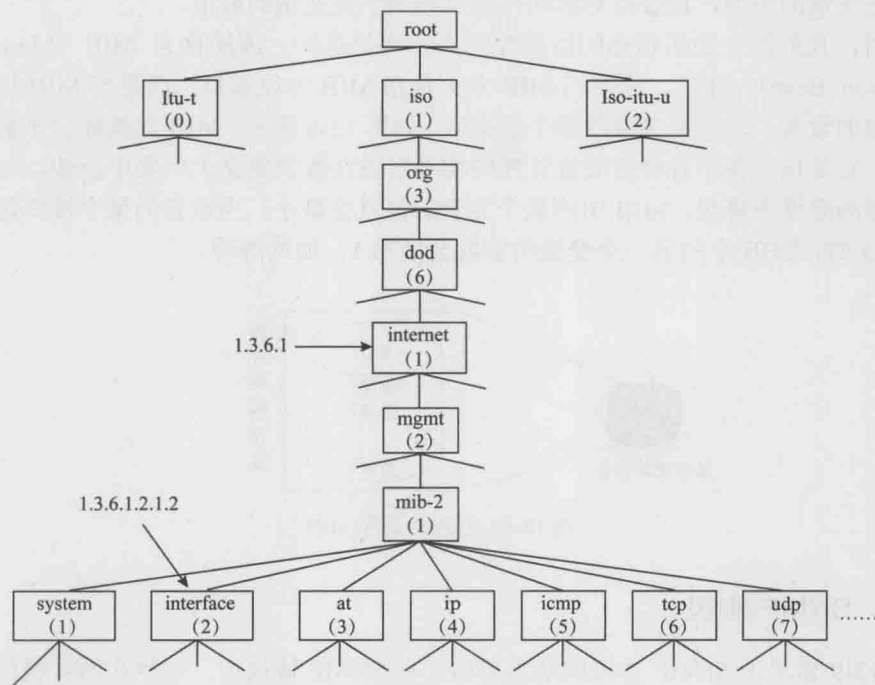 root
Itu-t
(0)
iso
(1)
Iso-itu-u
(2)
org
(3)
dod
(6)
1.3.6.1
internet
(1)
mgmt
(2)
1.3.6.1.2.1.2
mib-2
(1)
system
(1)
interface
(2)
at
(3)
ip
(4)
icmp
(5)
tcp
(6)
udp
(7)
......